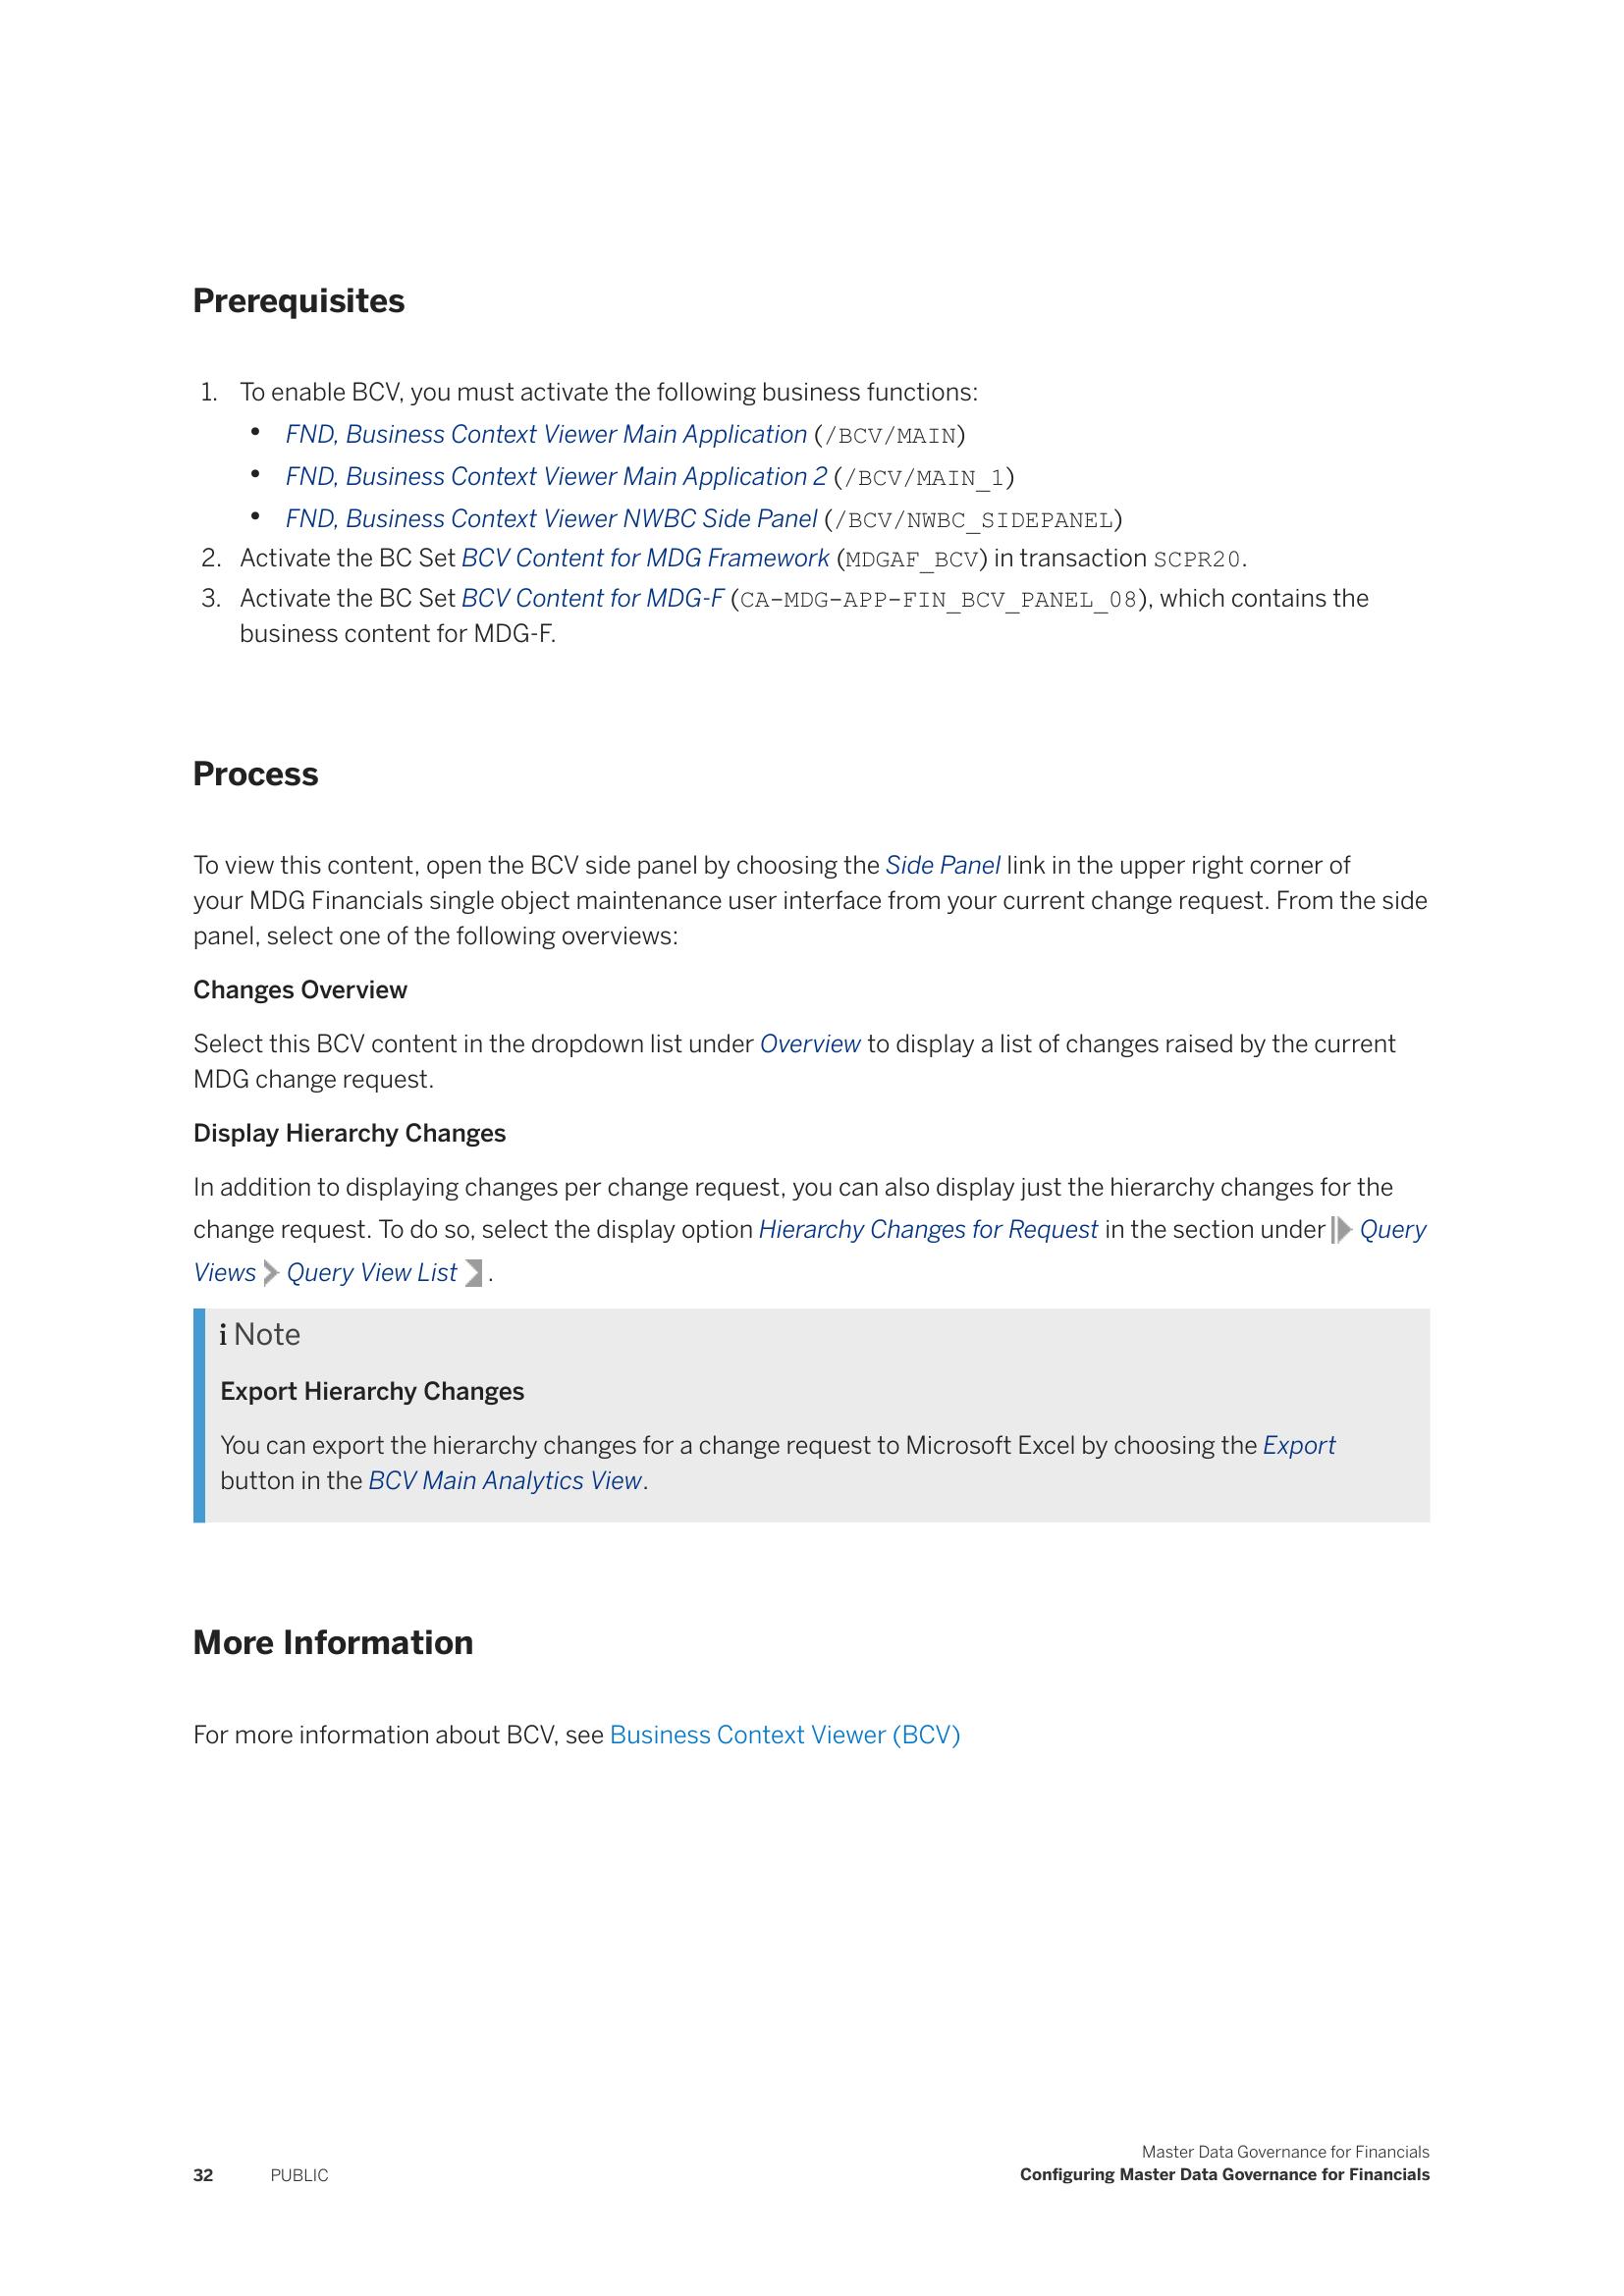 Prerequisites
1. To enable BCV, you must activate the following business functions:
• FND, Business Context Viewer Main Application (/BCV/MAIN)
• FND, Business Context Viewer Main Application 2 (/BCV/MAIN_1)
• FND, Business Context Viewer NWBC Side Panel (/BCV/NWBC_SIDEPANEL)
2. Activate the BC Set BCV Content for MDG Framework (MDGAF_BCV) in transaction SCPR20.
3. Activate the BC Set BCV Content for MDG-F (CA-MDG-APP-FIN_BCV_PANEL_08), which contains the
business content for MDG-F.
Process
To view this content, open the BCV side panel by choosing the Side Panel link in the upper right corner of
your MDG Financials single object maintenance user interface from your current change request. From the side
panel, select one of the following overviews:
Changes Overview
Select this BCV content in the dropdown list under Overview to display a list of changes raised by the current
MDG change request.
Display Hierarchy Changes
In addition to displaying changes per change request, you can also display just the hierarchy changes for the
change request. To do so, select the display option Hierarchy Changes for Request in the section under Query
Views Query View List .
i Note
Export Hierarchy Changes
You can export the hierarchy changes for a change request to Microsoft Excel by choosing the Export
button in the BCV Main Analytics View.
More Information
For more information about BCV, see Business Context Viewer (BCV)
Master Data Governance for Financials
32 PUBLIC Configuring Master Data Governance for Financials